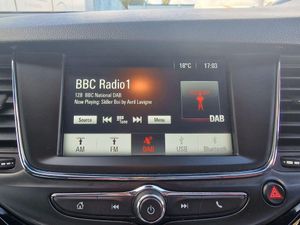 18°C 17:03
BBC Radio1
12B BBC National DAB
Now Playing: Sk8er Boi by Avril Lavigne
Source
Menu
DAB
AM FM DAB USB Bluetooth